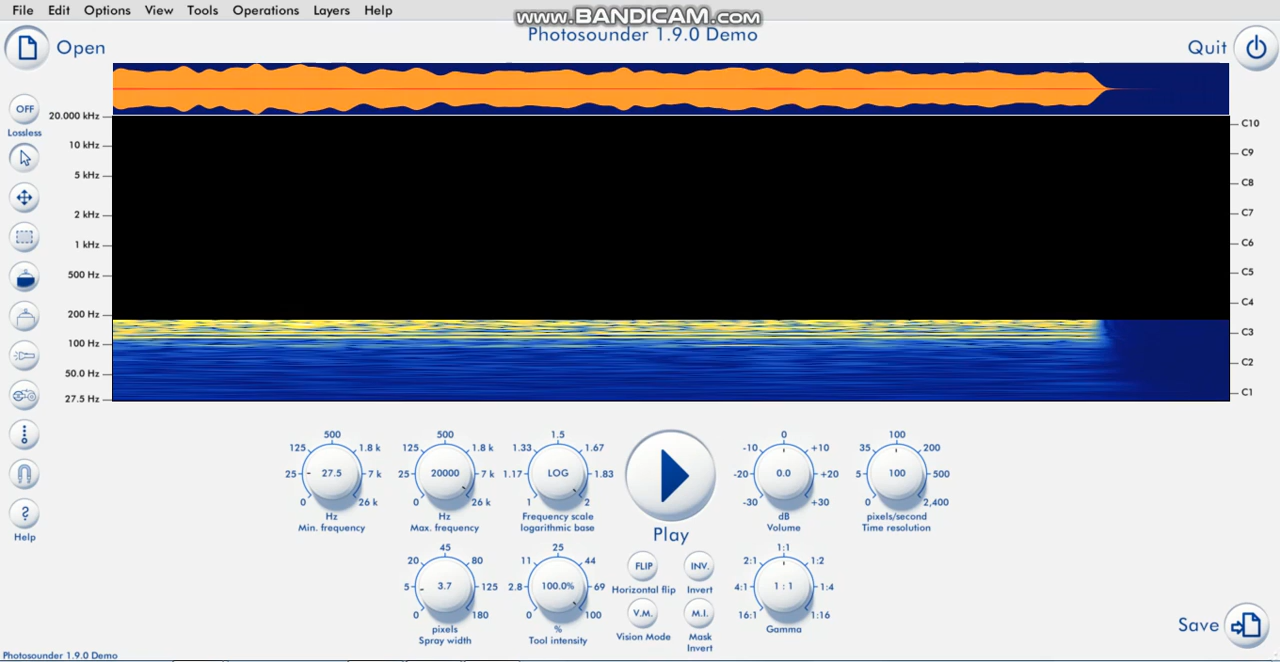 File Edit Options View Tools Operations Layers Help
www.BANDICAM.com
Photosounder 1.9.0 Demo
Open
Quit
OFF
Lossless
20.000 kHz
10 kHz
5 kHz
2 kHz
1 kHz
500 Hz
200 Hz
100 Hz
50.0 Hz
27.5 Hz
C10
C9
C8
C7
C6
C5
C4
C3
C2
C1
?
Help
500
125 1.8 k
25 27.5 7 k
0 26 k
Hz
Min. frequency
500
125 1.8 k
25 20000 7 k
0 26 k
Hz
Max. frequency
1.5
1.33 1.67
1.17 LOG 1.83
1 2
Frequency scale
logarithmic base
Play
0
-10 +10
-20 0.0 +20
-30 +30
dB
Volume
100
35 200
5 100 500
0 2,400
pixels/second
Time resolution
45
20 80
5 3.7 125
0 180
pixels
Spray width
25
11 44
2.8 100.0% 69
0 100
%
Tool intensity
FLIP
Horizontal flip
INV.
Invert
V.M.
Vision Mode
M.I.
Mask
Invert
1:1
2:1 1:2
4:1 1 : 1 1:4
16:1 1:16
Gamma
Save
Photosounder 1.9.0 Demo